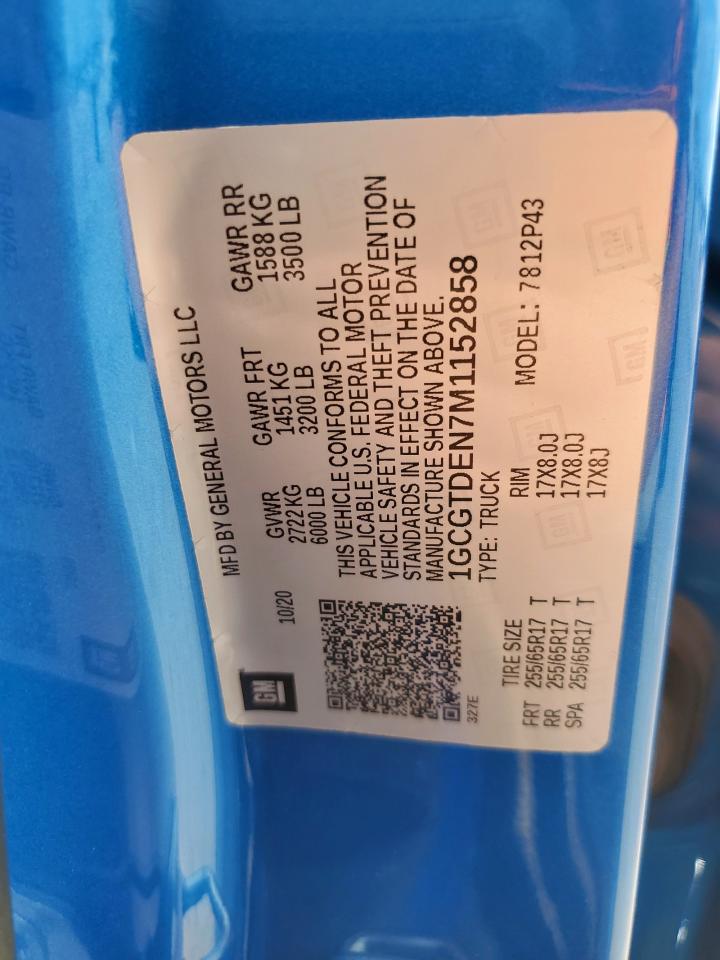 GM
10/20
MFD BY GENERAL MOTORS LLC
GVWR GAWR FRT GAWR RR
2722 KG 1451 KG 1588 KG
6000 LB 3200 LB 3500 LB
THIS VEHICLE CONFORMS TO ALL
APPLICABLE U.S. FEDERAL MOTOR
VEHICLE SAFETY AND THEFT PREVENTION
STANDARDS IN EFFECT ON THE DATE OF
MANUFACTURE SHOWN ABOVE.
1GCGTDEN7M1152858
327E
TYPE: TRUCK MODEL: 7812P43
TIRE SIZE RIM
FRT 255/65R17 T 17X8.0J
RR 255/65R17 T 17X8.0J
SPA 255/65R17 T 17X8J